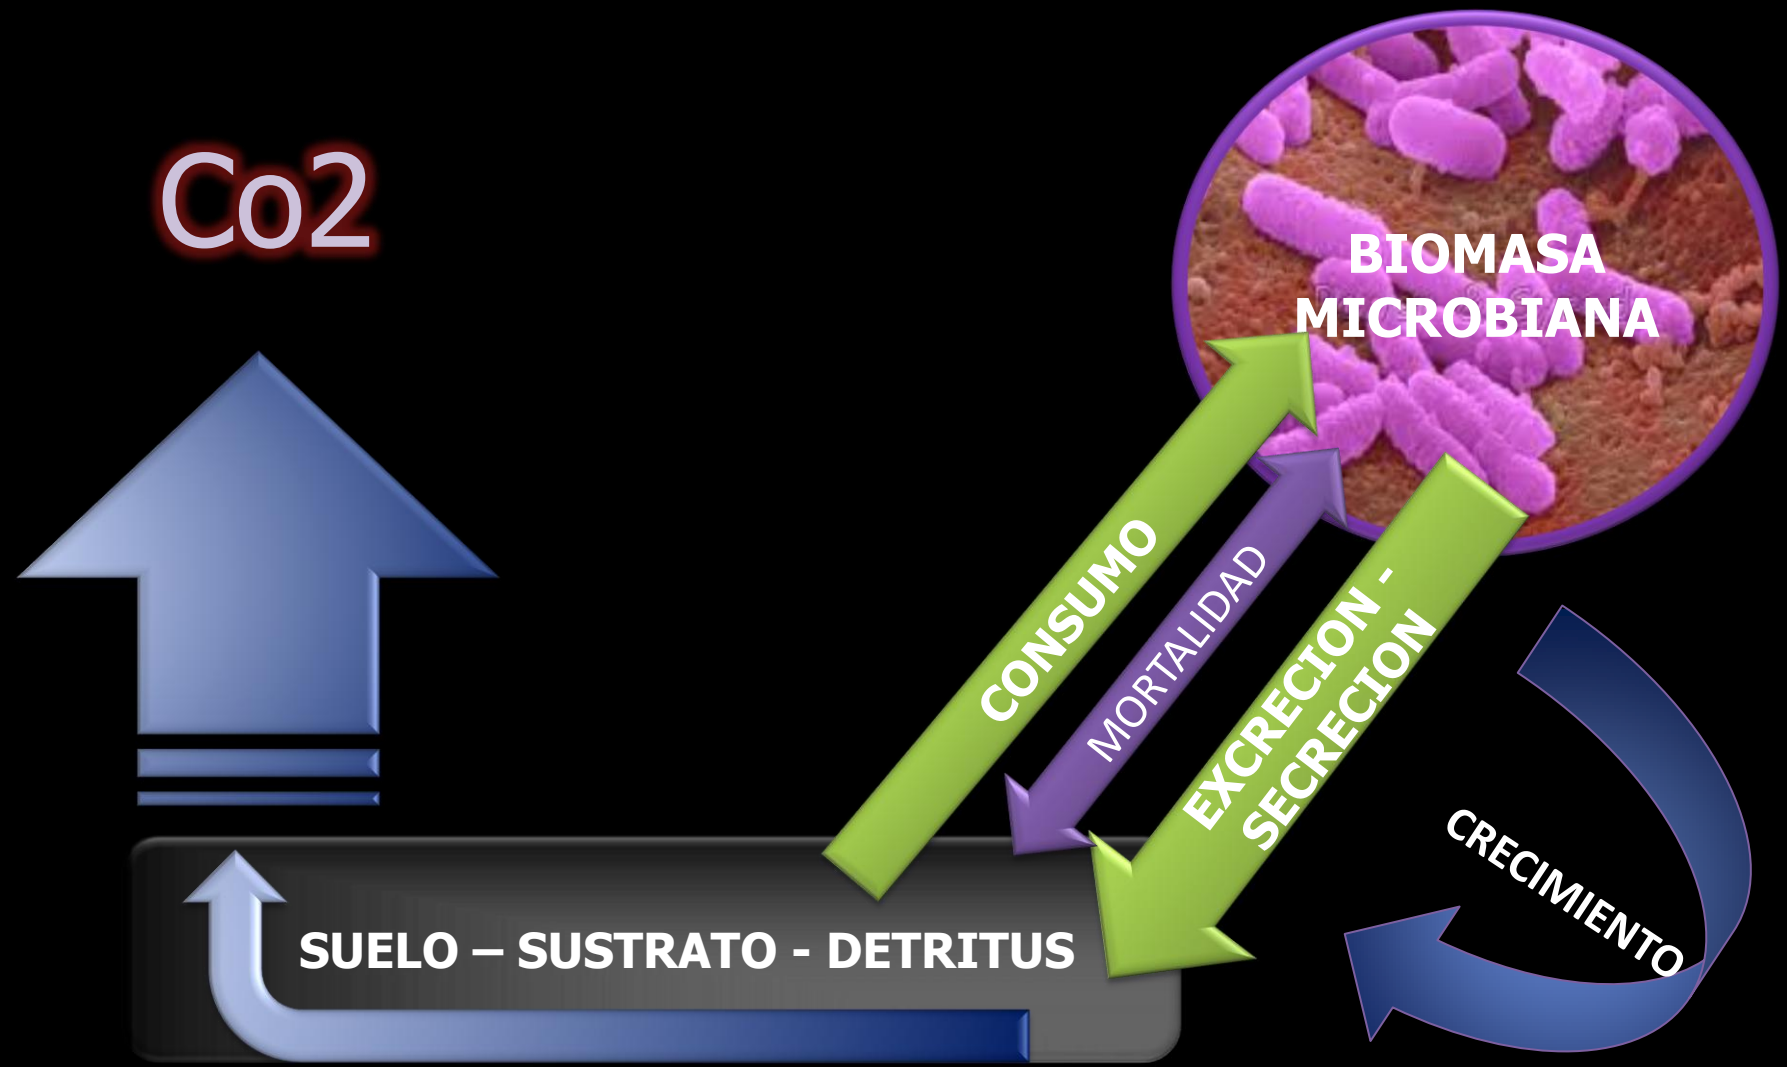 Co2
BIOMASA
MICROBIANA
CONSUMO
MORTALIDAD
EXCRECION -
SECRECION
CRECIMIENTO
SUELO – SUSTRATO - DETRITUS